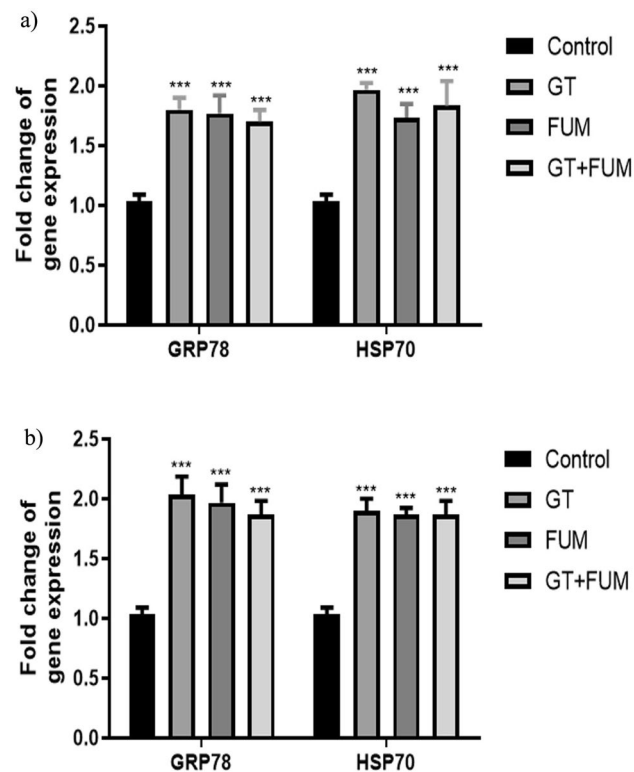 a)
Fold change of
gene expression
2.5
2.0
1.5
1.0
0.5
0.0
*** *** ***
*** *** ***
GRP78 HSP70
Control
GT
FUM
GT+FUM
b)
Fold change of
gene expression
2.5
2.0
1.5
1.0
0.5
0.0
*** *** ***
*** *** ***
GRP78 HSP70
Control
GT
FUM
GT+FUM